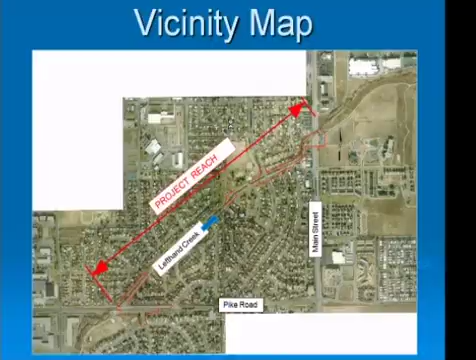 Vicinity Map
PROJECT REACH
Lefthand Creek
Main Street
Pike Road